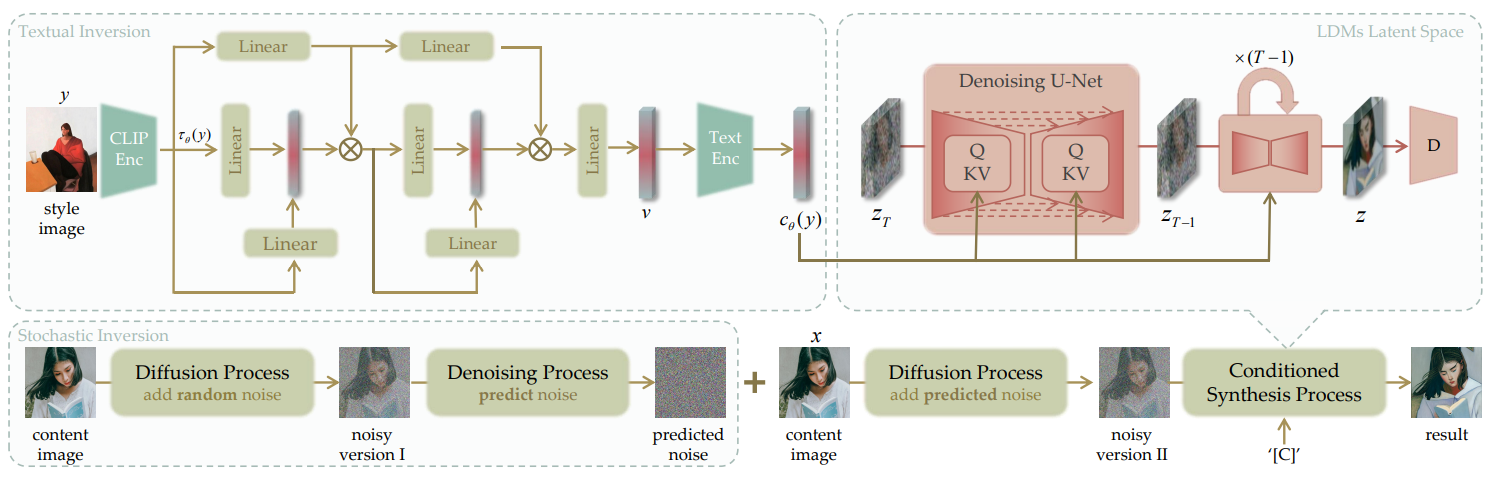 Textual Inversion
y
style
image
CLIP
Enc
τθ(y)
Linear
Linear
Linear
Linear
Linear
Linear
Linear
v
Text
Enc
cθ(y)
LDMs Latent Space
zT
Denoising U-Net
Q
KV
Q
KV
zT−1
×(T−1)
z
D
Stochastic Inversion
content
image
Diffusion Process
add random noise
noisy
version I
Denoising Process
predict noise
predicted
noise
+
x
content
image
Diffusion Process
add predicted noise
noisy
version II
Conditioned
Synthesis Process
‘[C]’
result